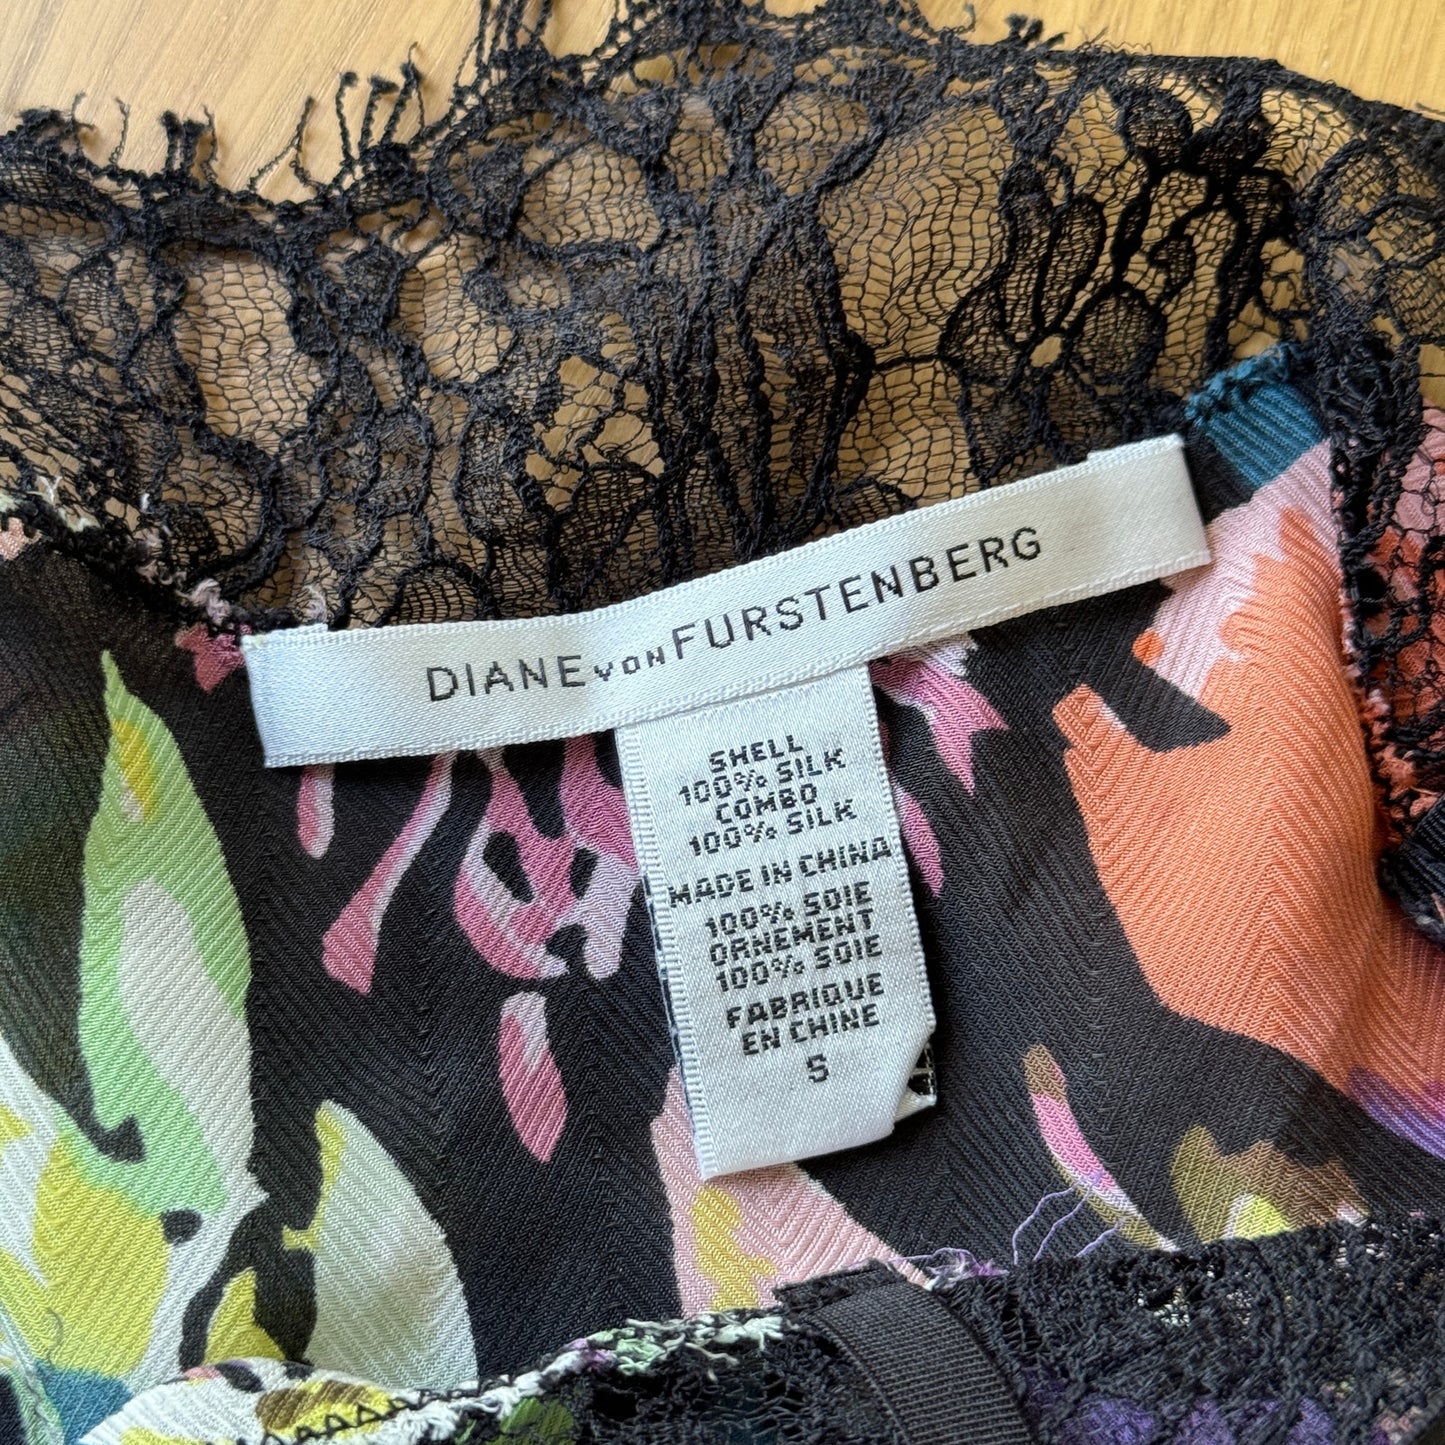 DIANE VON FURSTENBERG
SHELL
100% SILK
COMBO
100% SILK
MADE IN CHINA
100% SOIE
ORNEMENT
100% SOIE
FABRIQUE
EN CHINE
S